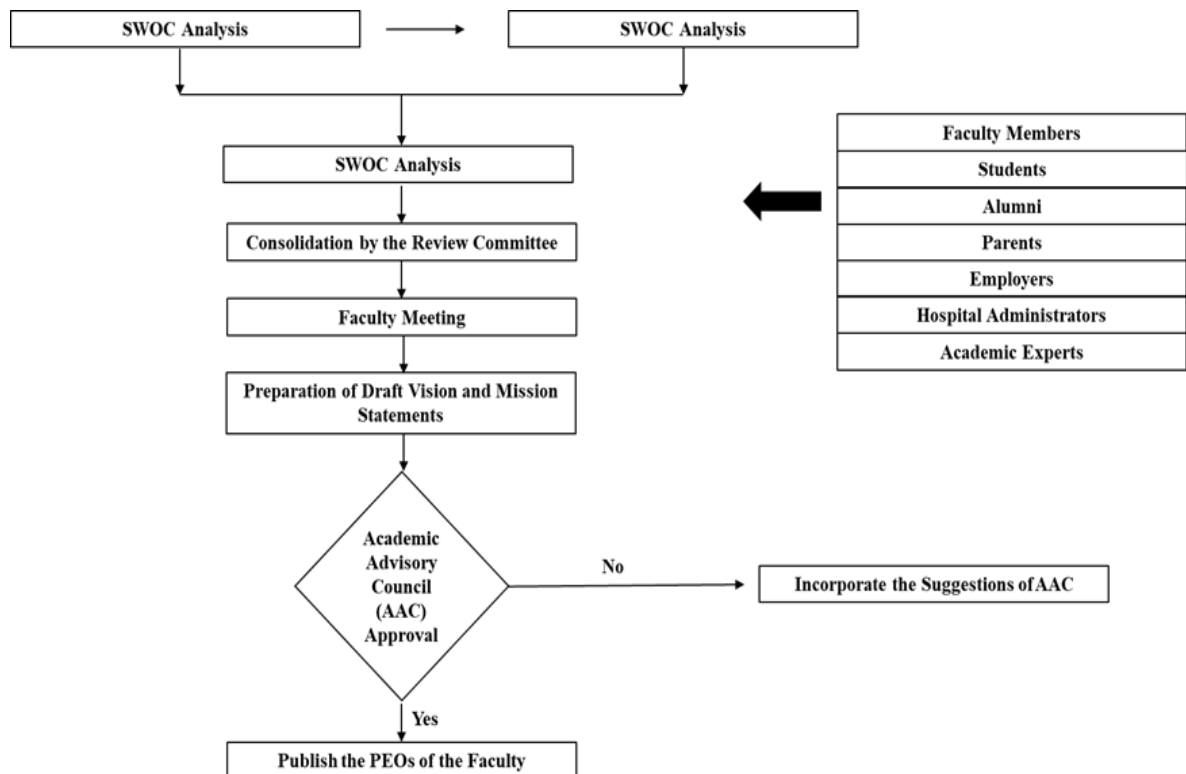 SWOC Analysis
SWOC Analysis
SWOC Analysis
Consolidation by the Review Committee
Faculty Meeting
Preparation of Draft Vision and Mission
Statements
Faculty Members
Students
Alumni
Parents
Employers
Hospital Administrators
Academic Experts
Academic
Advisory
Council
(AAC)
Approval
No
Incorporate the Suggestions of AAC
Yes
Publish the PEOs of the Faculty